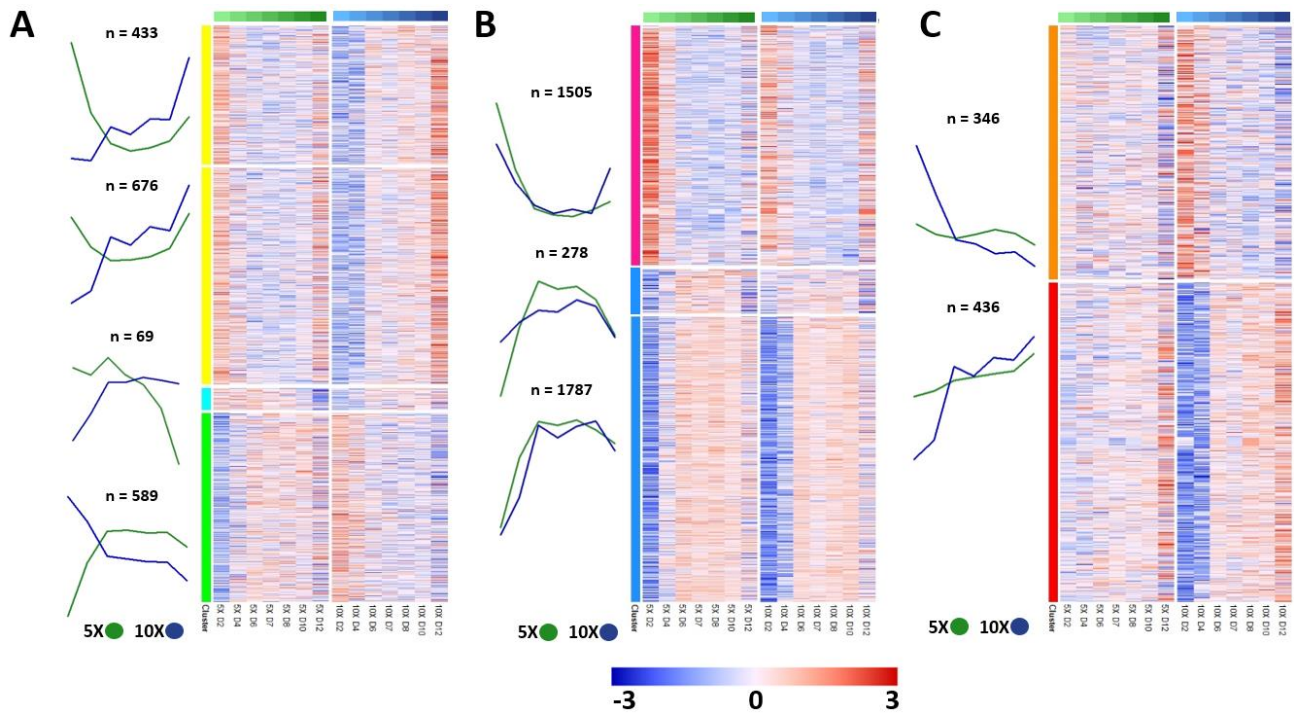 A
B
C
n = 433
n = 676
n = 69
n = 589
n = 1505
n = 278
n = 1787
n = 346
n = 436
Cluster
5X D2
5X D4
5X D6
5X D7
5X D8
5X D10
5X D12
10X D2
10X D4
10X D6
10X D7
10X D8
10X D10
10X D12
Cluster
5X D2
5X D4
5X D6
5X D7
5X D8
5X D10
5X D12
10X D2
10X D4
10X D6
10X D7
10X D8
10X D10
10X D12
Cluster
5X D2
5X D4
5X D6
5X D7
5X D8
5X D10
5X D12
10X D2
10X D4
10X D6
10X D7
10X D8
10X D10
10X D12
5X 10X
5X 10X
5X 10X
-3 0 3